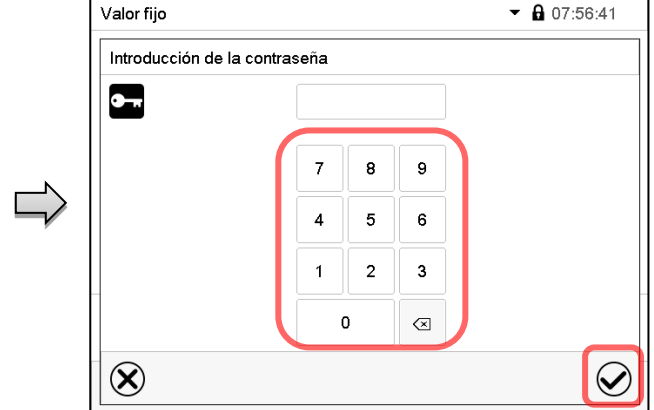 Valor fijo 07:56:41
Introducción de la contraseña
7 8 9
4 5 6
1 2 3
0